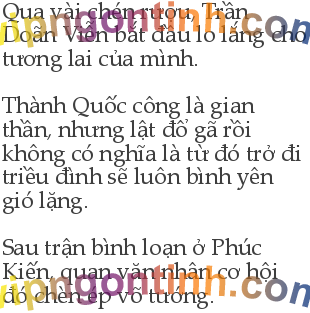 Qua vài chén rượu, Trần
Doãn Viễn bắt đầu lo lắng cho
tương lai của mình.
Thành Quốc công là gian
thần, nhưng lật đổ gã rồi
không có nghĩa là từ đó trở đi
triều đình sẽ luôn bình yên
gió lặng.
Sau trận bình loạn ở Phúc
Kiến, quan văn nhân cơ hội
đó chèn ép võ tướng.